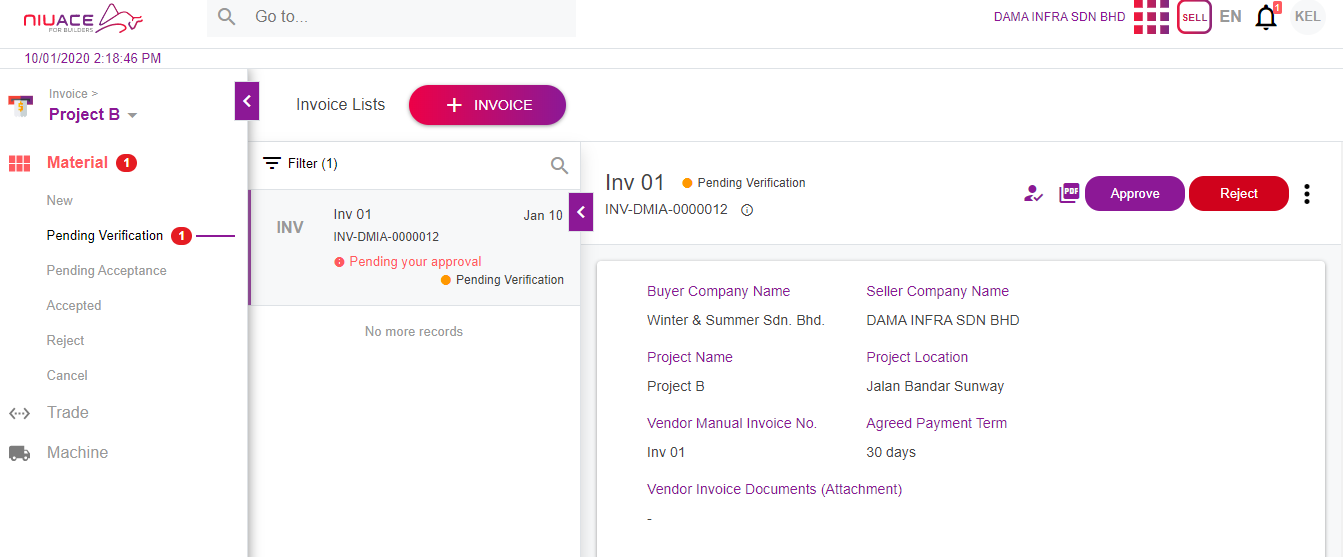 NIUACE
FOR BUILDERS
Go to...
DAMA INFRA SDN BHD
SELL
EN
1
KEL
10/01/2020 2:18:46 PM
Invoice >
Project B
Material 1
New
Pending Verification 1
Pending Acceptance
Accepted
Reject
Cancel
Trade
Machine
Invoice Lists
+ INVOICE
Filter (1)
INV
Inv 01
Jan 10
INV-DMIA-0000012
Pending your approval
Pending Verification
No more records
Inv 01
Pending Verification
INV-DMIA-0000012
PDF
Approve
Reject
Buyer Company Name
Winter & Summer Sdn. Bhd.
Seller Company Name
DAMA INFRA SDN BHD
Project Name
Project B
Project Location
Jalan Bandar Sunway
Vendor Manual Invoice No.
Inv 01
Agreed Payment Term
30 days
Vendor Invoice Documents (Attachment)
-